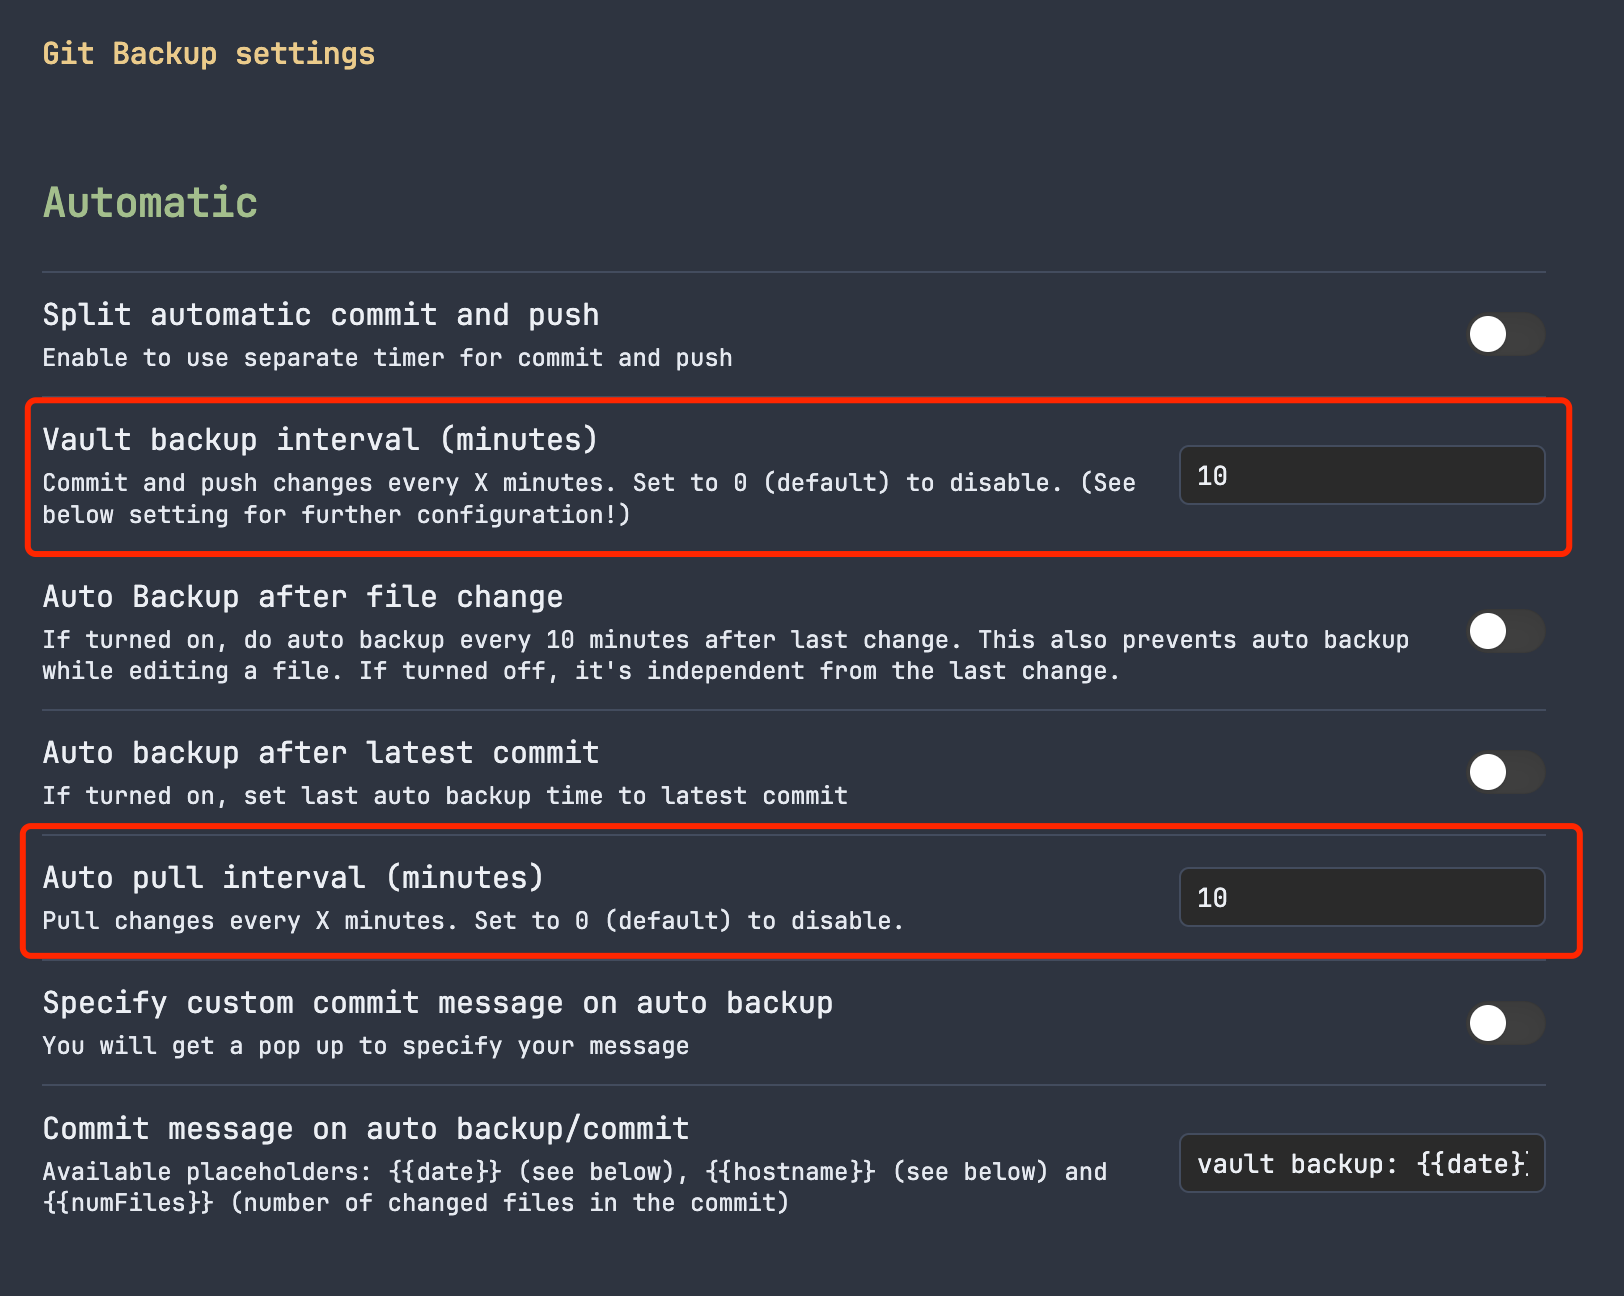 Git Backup settings
Automatic
Split automatic commit and push
Enable to use separate timer for commit and push
Vault backup interval (minutes)
Commit and push changes every X minutes. Set to 0 (default) to disable. (See
below setting for further configuration!)
10
Auto Backup after file change
If turned on, do auto backup every 10 minutes after last change. This also prevents auto backup
while editing a file. If turned off, it's independent from the last change.
Auto backup after latest commit
If turned on, set last auto backup time to latest commit
Auto pull interval (minutes)
Pull changes every X minutes. Set to 0 (default) to disable.
10
Specify custom commit message on auto backup
You will get a pop up to specify your message
Commit message on auto backup/commit
Available placeholders: {{date}} (see below), {{hostname}} (see below) and
{{numFiles}} (number of changed files in the commit)
vault backup: {{date}